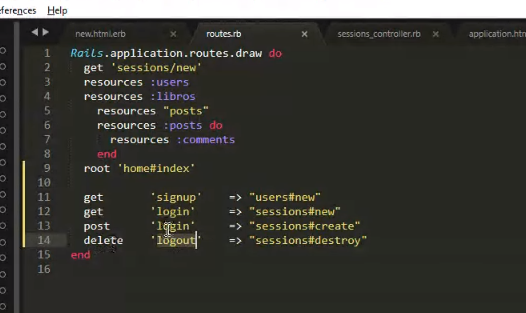 eferences Help
new.html.erb × routes.rb × sessions_controller.rb × application.htm
1 Rails.application.routes.draw do
2 get 'sessions/new'
3 resources :users
4 resources :libros
5 resources "posts"
6 resources :posts do
7 resources :comments
8 end
9 root 'home#index'
10
11 get 'signup' => "users#new"
12 get 'login' => "sessions#new"
13 post 'login' => "sessions#create"
14 delete 'logout' => "sessions#destroy"
15 end
16